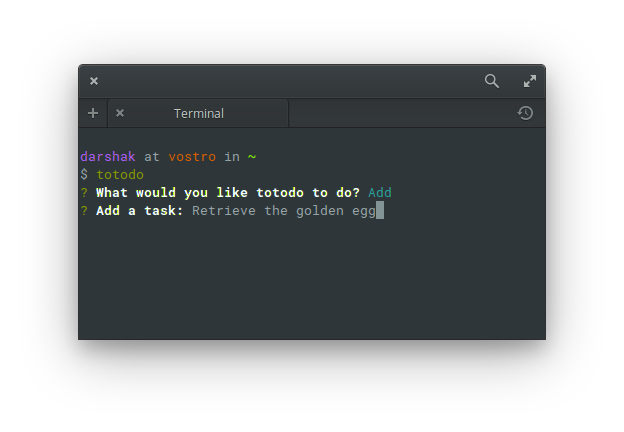 Terminal
darshak at vostro in ~
$ totodo
? What would you like totodo to do? Add
? Add a task: Retrieve the golden egg